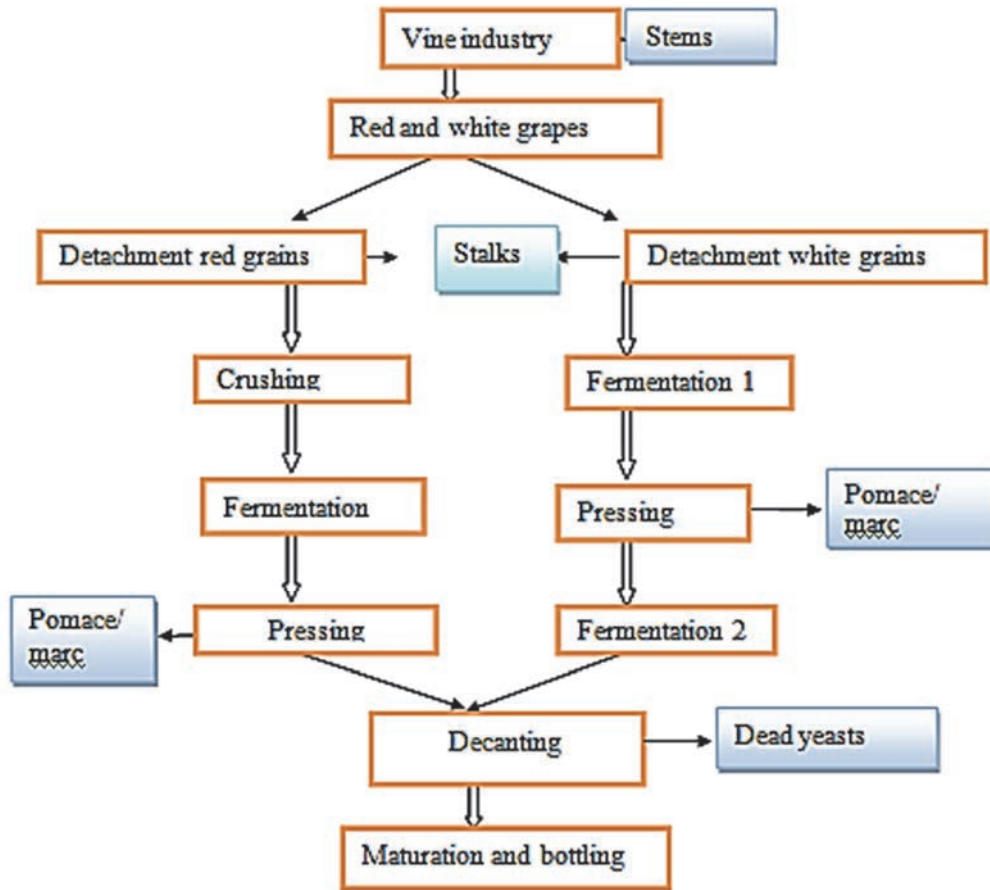 Vine industry
Stems
Red and white grapes
Detachment red grains
Stalks
Detachment white grains
Crushing
Fermentation 1
Fermentation
Pressing
Pomace/
marc
Pomace/
marc
Pressing
Fermentation 2
Decanting
Dead yeasts
Maturation and bottling